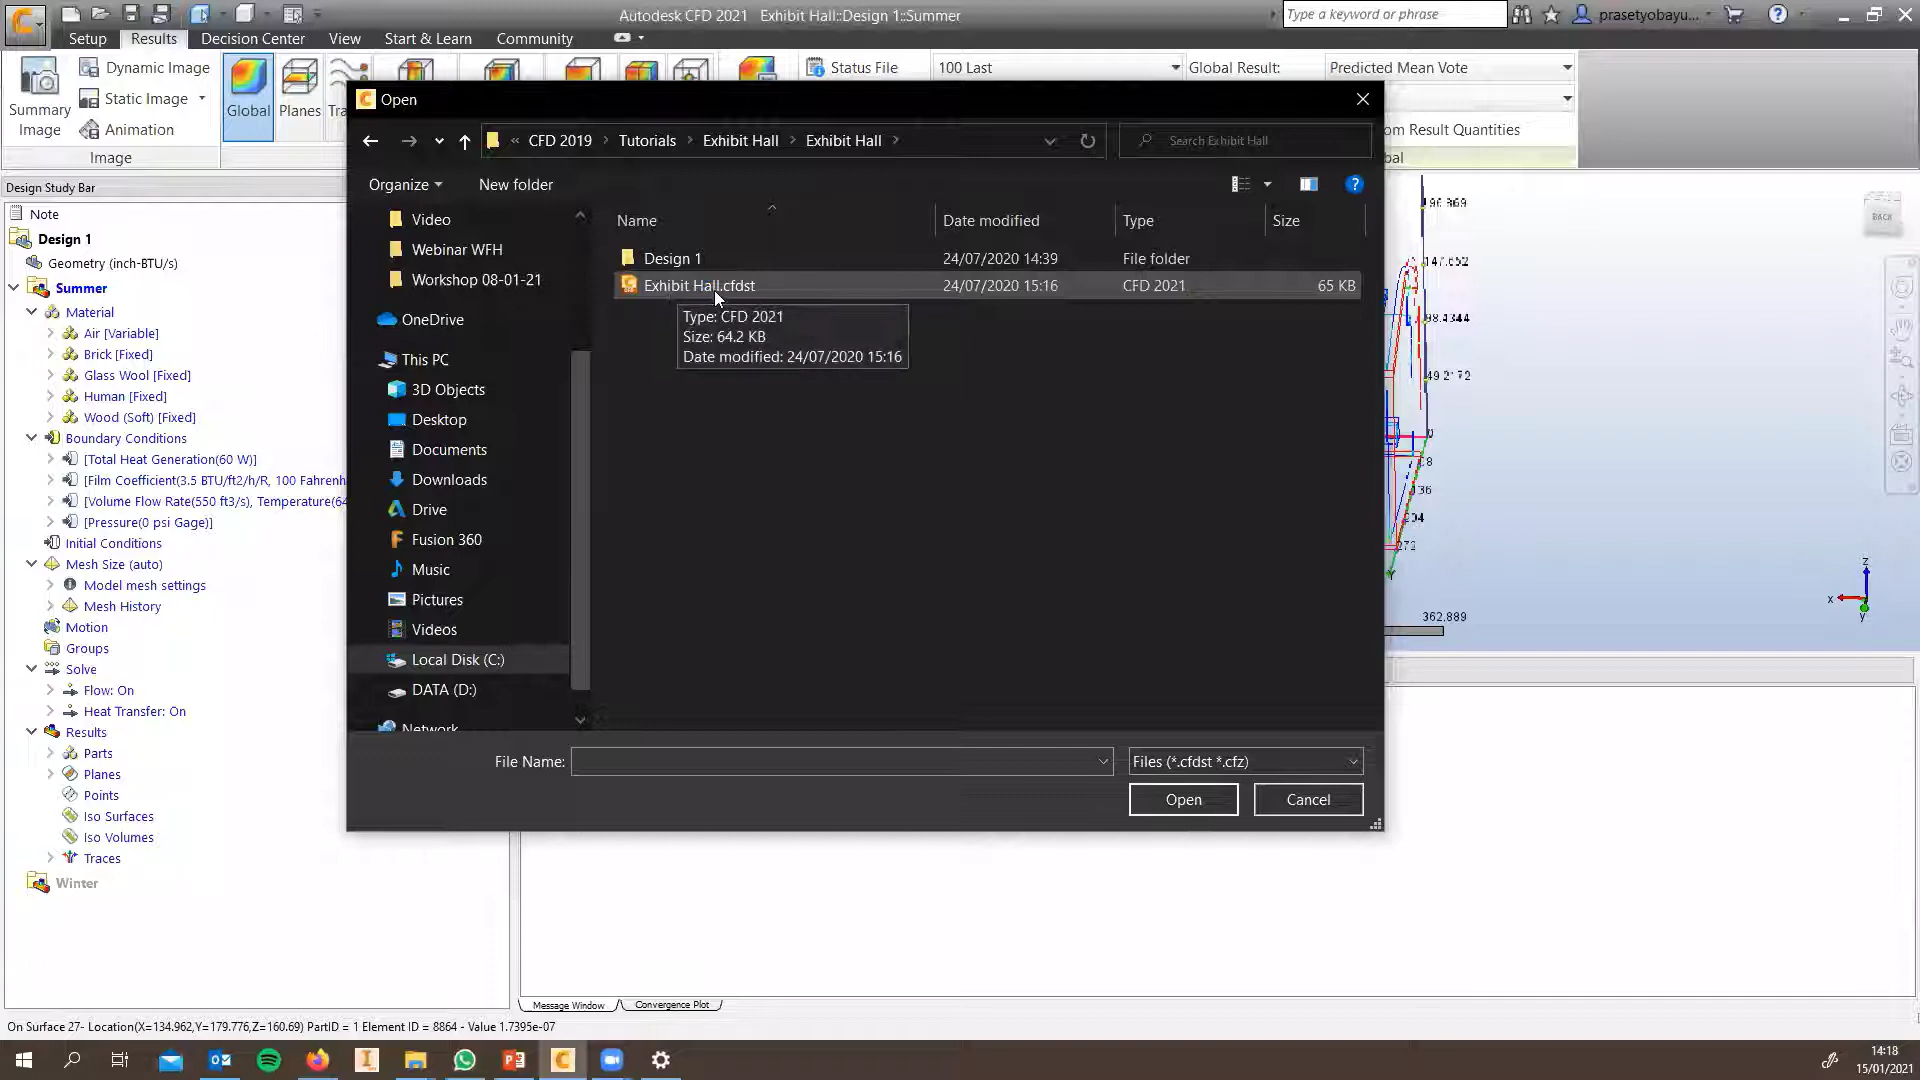 Autodesk CFD 2021 Exhibit Hall::Design 1::Summer
Type a keyword or phrase
prasetyobayu...
Setup
Results
Decision Center
View
Start & Learn
Community
Summary Image
Dynamic Image
Static Image
Animation
Image
Global
Planes
Status File
100 Last
Global Result:
Predicted Mean Vote
om Result Quantities
bal
Open
« CFD 2019 > Tutorials > Exhibit Hall > Exhibit Hall >
Search Exhibit Hall
Organize
New folder
Name
Date modified
Type
Size
Design 1
24/07/2020 14:39
File folder
Exhibit Hall.cfdst
24/07/2020 15:16
CFD 2021
65 KB
Type: CFD 2021
Size: 64.2 KB
Date modified: 24/07/2020 15:16
Video
Webinar WFH
Workshop 08-01-21
OneDrive
This PC
3D Objects
Desktop
Documents
Downloads
Drive
Fusion 360
Music
Pictures
Videos
Local Disk (C:)
DATA (D:)
Network
File Name:
Files (*.cfdst *.cfz)
Open
Cancel
Design Study Bar
Note
Design 1
Geometry (inch-BTU/s)
Summer
Material
Air [Variable]
Brick [Fixed]
Glass Wool [Fixed]
Human [Fixed]
Wood (Soft) [Fixed]
Boundary Conditions
[Total Heat Generation(60 W)]
[Film Coefficient(3.5 BTU/ft2/h/R, 100 Fahrenh
[Volume Flow Rate(550 ft3/s), Temperature(64
[Pressure(0 psi Gage)]
Initial Conditions
Mesh Size (auto)
Model mesh settings
Mesh History
Motion
Groups
Solve
Flow: On
Heat Transfer: On
Results
Parts
Planes
Points
Iso Surfaces
Iso Volumes
Traces
Winter
BACK
147.652
98.4344
49.2172
0
136
204
272
Y
362,889
z
x
y
Message Window
Convergence Plot
On Surface 27- Location(X=134.962,Y=179.776,Z=160.69) PartID = 1 Element ID = 8864 - Value 1.7395e-07
14:18
15/01/2021